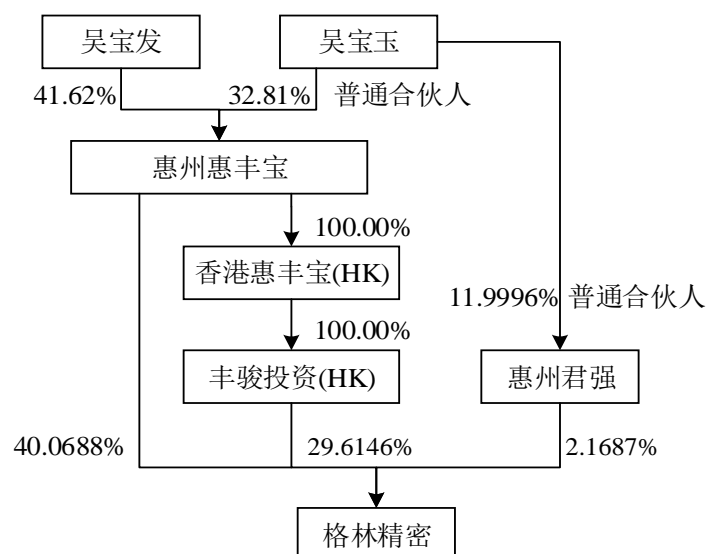 吴宝发
吴宝玉
41.62%
32.81%
普通合伙人
惠州惠丰宝
100.00%
香港惠丰宝(HK)
11.9996%
普通合伙人
100.00%
丰骏投资(HK)
惠州君强
40.0688%
29.6146%
2.1687%
格林精密